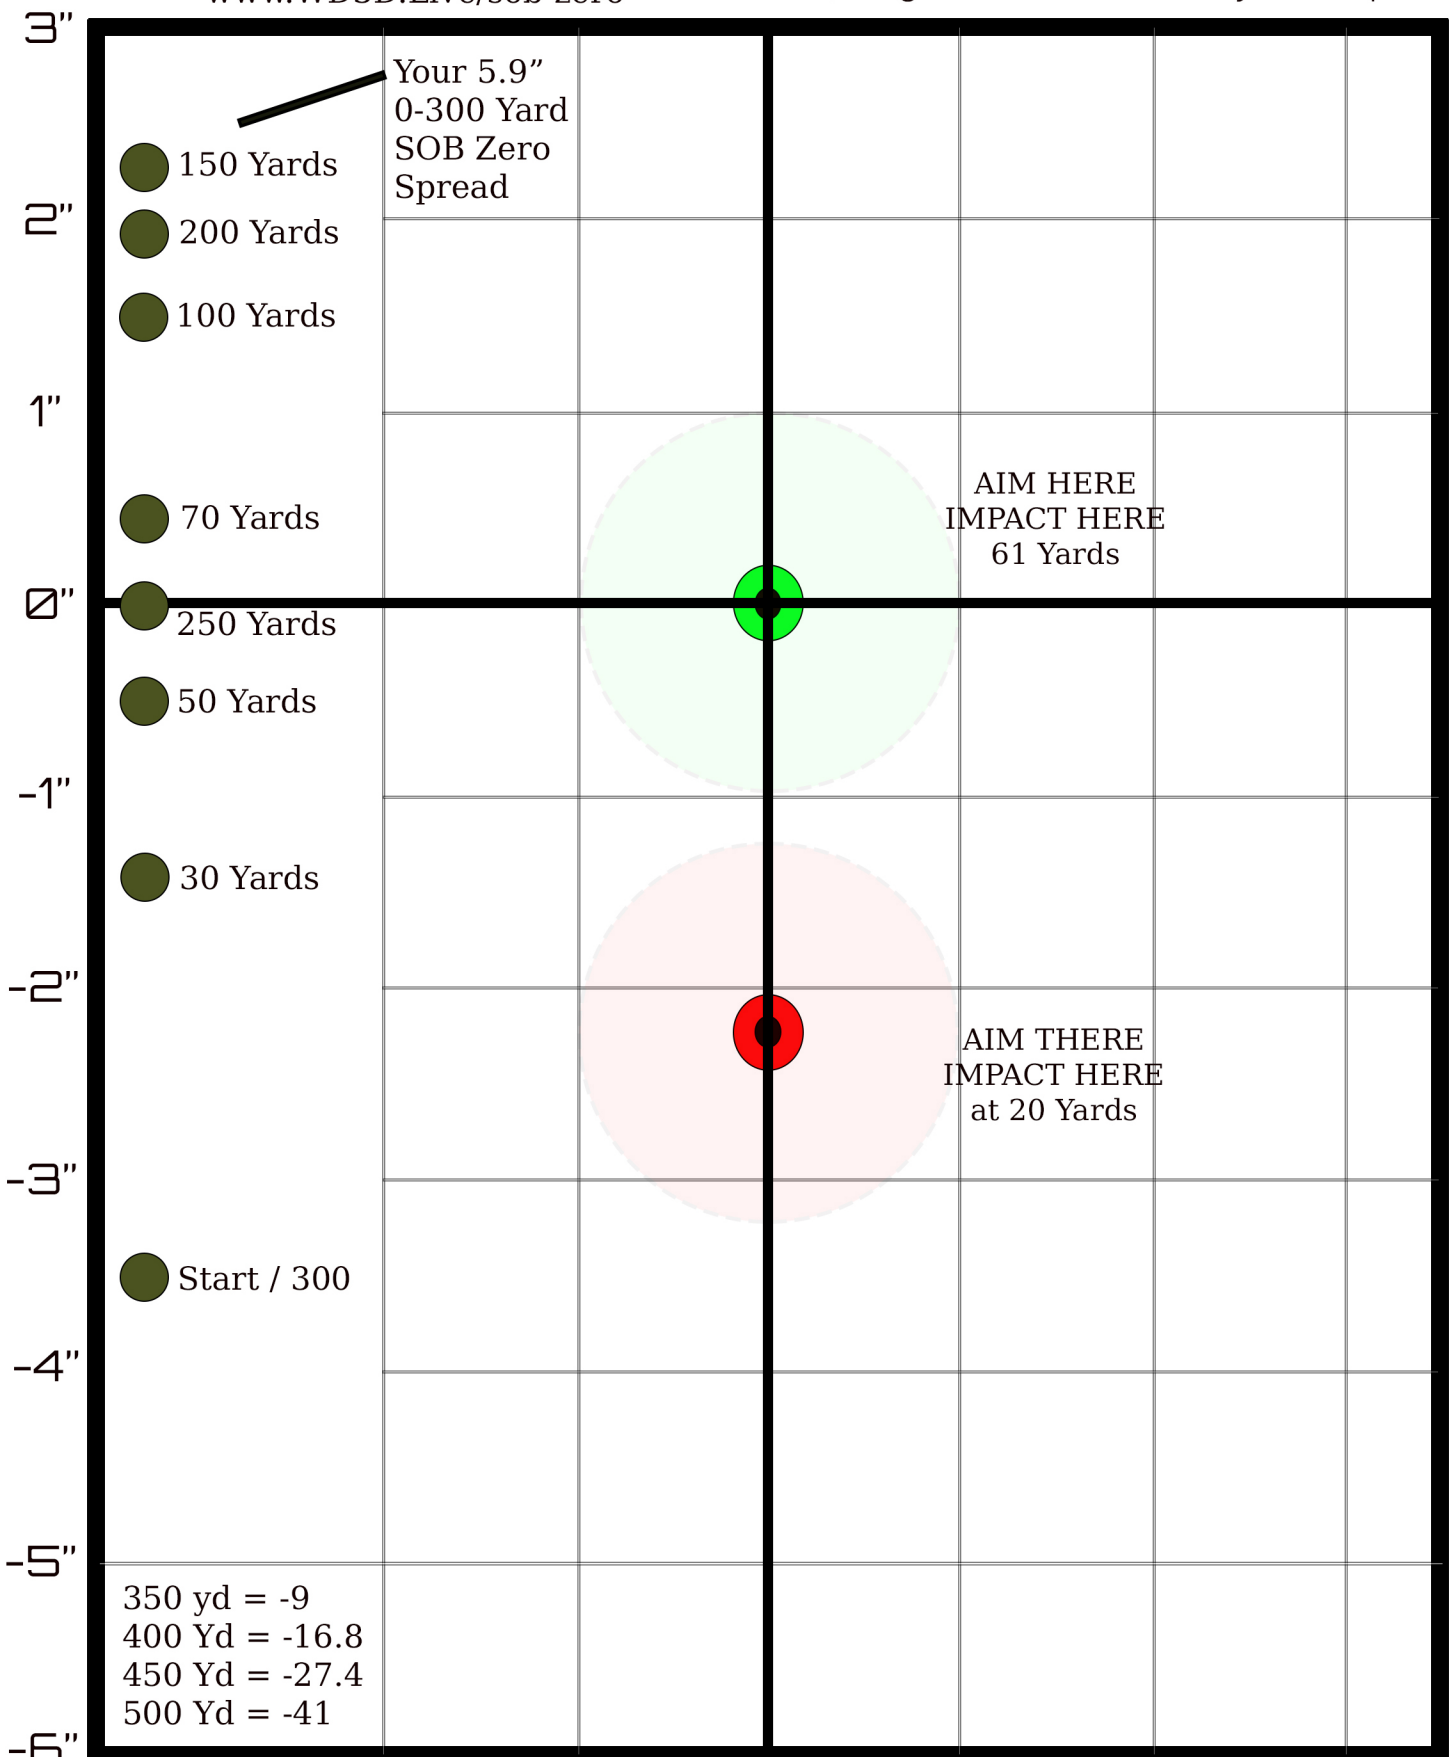 3”
Your 5.9”
0-300 Yard
SOB Zero
Spread
150 Yards
2”
200 Yards
100 Yards
1”
AIM HERE
IMPACT HERE
61 Yards
70 Yards
0”
250 Yards
50 Yards
-1”
30 Yards
-2”
AIM THERE
IMPACT HERE
at 20 Yards
-3”
Start / 300
-4”
-5”
350 yd = -9
400 Yd = -16.8
450 Yd = -27.4
500 Yd = -41
-6”